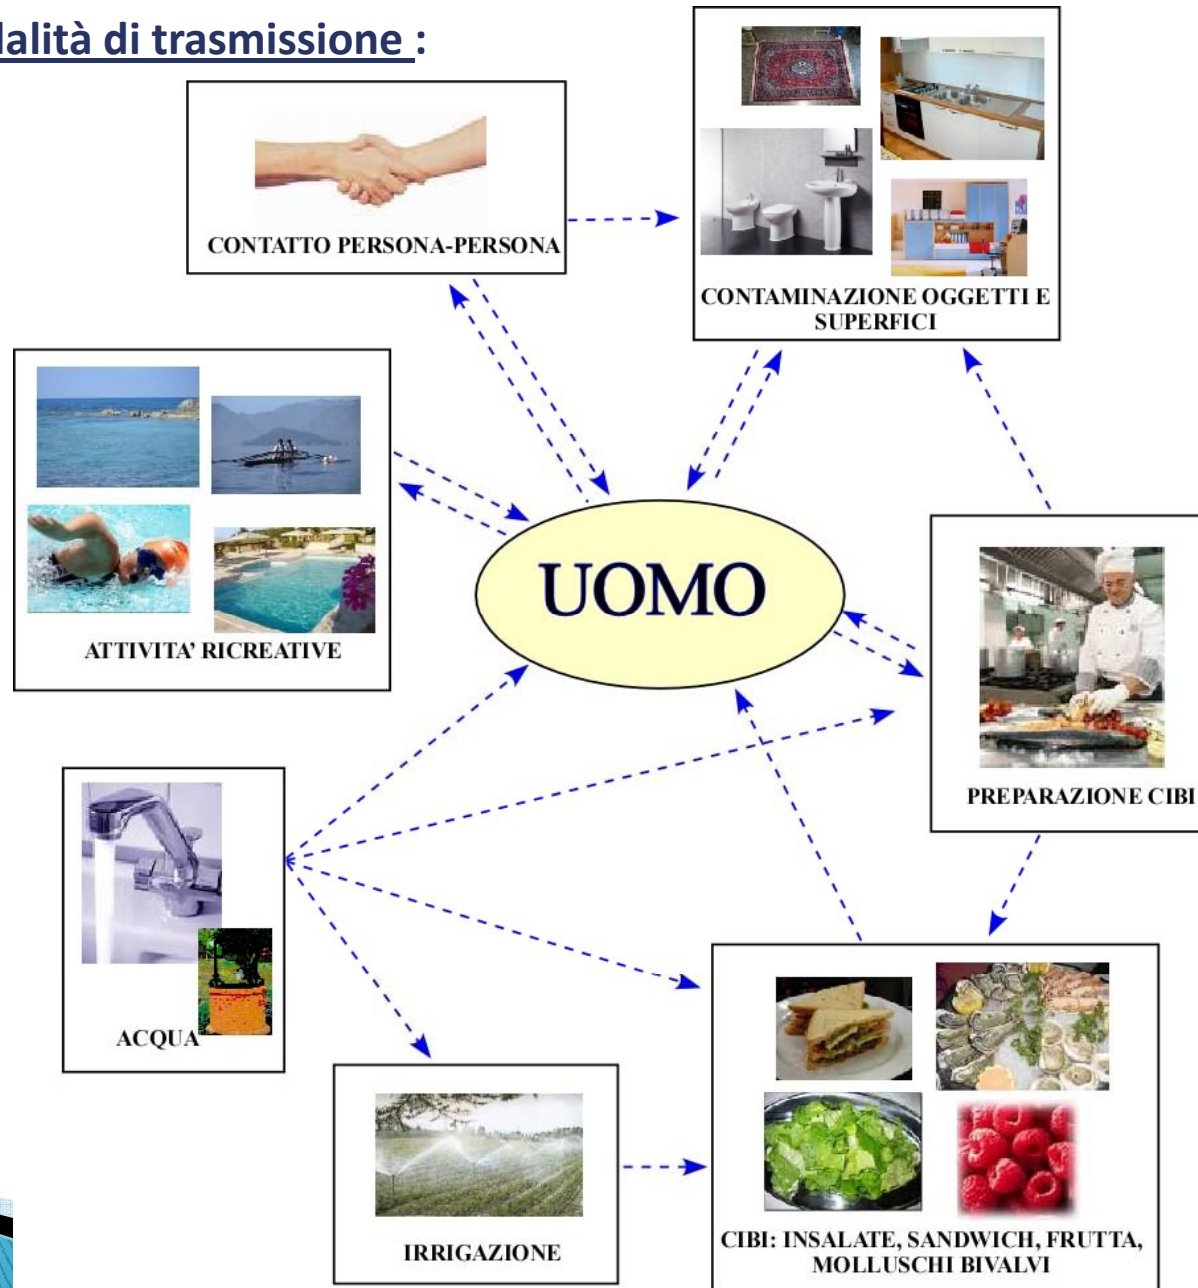 dalità di trasmissione :
CONTATTO PERSONA-PERSONA
CONTAMINAZIONE OGGETTI E
SUPERFICI
ATTIVITA' RICREATIVE
UOMO
PREPARAZIONE CIBI
ACQUA
IRRIGAZIONE
CIBI: INSALATE, SANDWICH, FRUTTA,
MOLLUSCHI BIVALVI